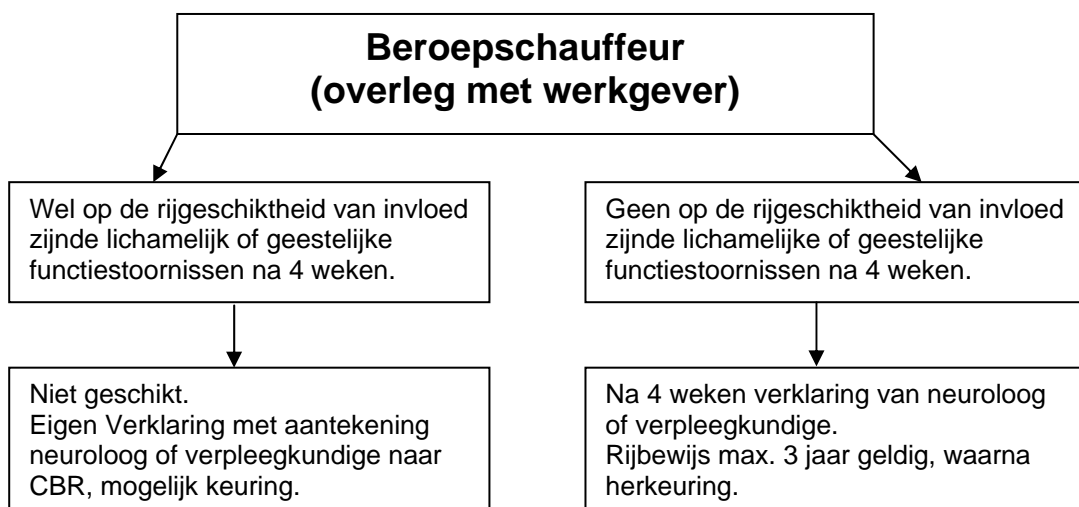 Beroepschauffeur
(overleg met werkgever)
Wel op de rijgeschiktheid van invloed
zijnde lichamelijk of geestelijke
functiestoornissen na 4 weken.
Geen op de rijgeschiktheid van invloed
zijnde lichamelijke of geestelijke
functiestoornissen na 4 weken.
Niet geschikt.
Eigen Verklaring met aantekening
neuroloog of verpleegkundige naar
CBR, mogelijk keuring.
Na 4 weken verklaring van neuroloog
of verpleegkundige.
Rijbewijs max. 3 jaar geldig, waarna
herkeuring.